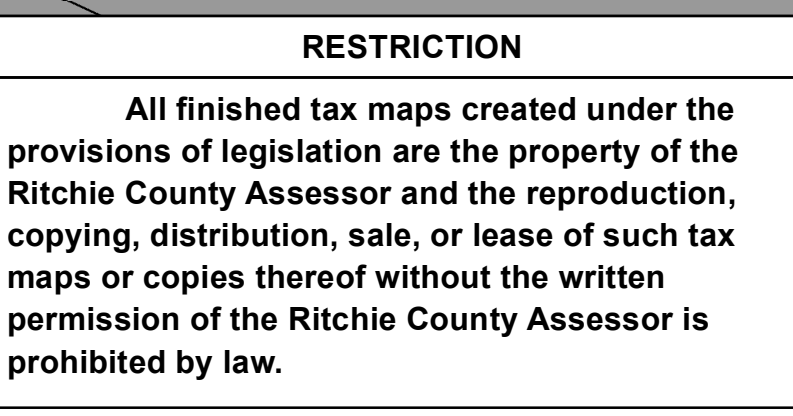 RESTRICTION
All finished tax maps created under the
provisions of legislation are the property of the
Ritchie County Assessor and the reproduction,
copying, distribution, sale, or lease of such tax
maps or copies thereof without the written
permission of the Ritchie County Assessor is
prohibited by law.